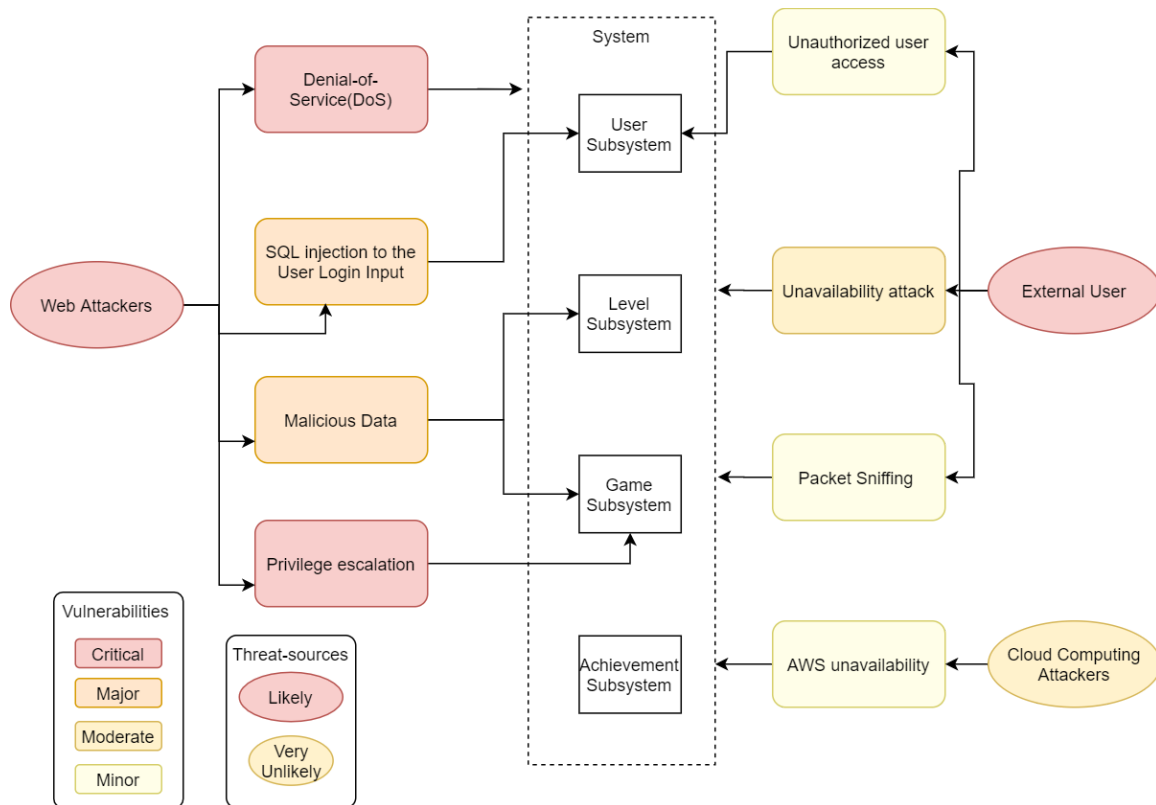 System
Unauthorized user
access
Denial-of-
Service(DoS)
User
Subsystem
SQL injection to the
User Login Input
Web Attackers
Level
Subsystem
Unavailability attack
External User
Malicious Data
Game
Subsystem
Packet Sniffing
Privilege escalation
Vulnerabilities
Critical
Major
Moderate
Minor
Threat-sources
Likely
Very
Unlikely
Achievement
Subsystem
AWS unavailability
Cloud Computing
Attackers